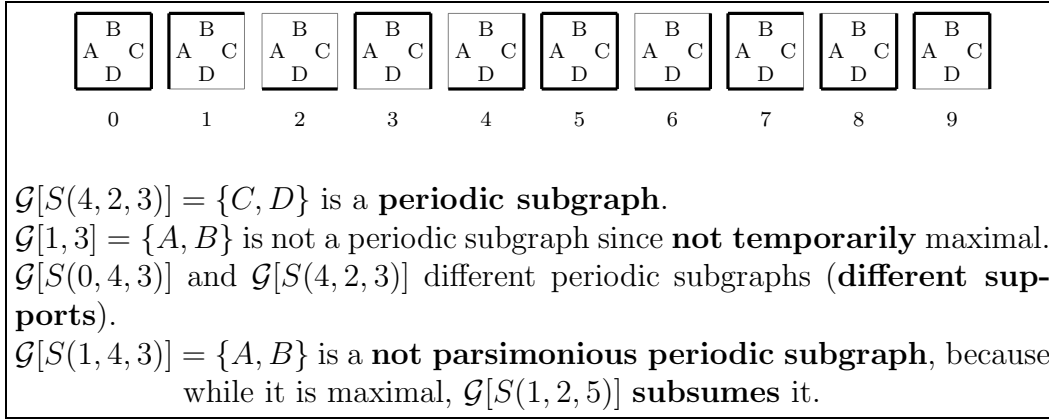 B B B B B B B B B B
A C A C A C A C A C A C A C A C A C A C
D D D D D D D D D D
0 1 2 3 4 5 6 7 8 9
𝒢[S(4, 2, 3)] = {C, D} is a periodic subgraph.
𝒢[1, 3] = {A, B} is not a periodic subgraph since not temporarily maximal.
𝒢[S(0, 4, 3)] and 𝒢[S(4, 2, 3)] different periodic subgraphs (different sup-
ports).
𝒢[S(1, 4, 3)] = {A, B} is a not parsimonious periodic subgraph, because
while it is maximal, 𝒢[S(1, 2, 5)] subsumes it.